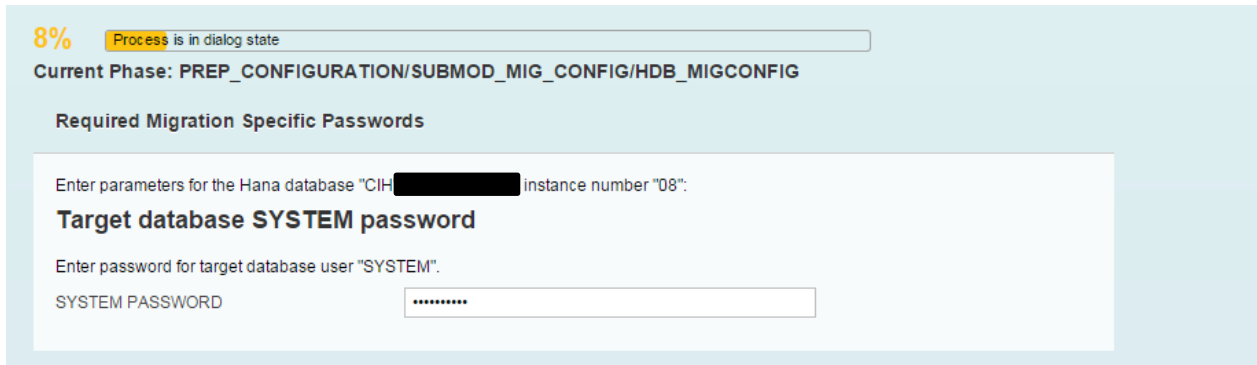 8% Process is in dialog state
Current Phase: PREP_CONFIGURATION/SUBMOD_MIG_CONFIG/HDB_MIGCONFIG
Required Migration Specific Passwords
Enter parameters for the Hana database "CIH instance number "08":
Target database SYSTEM password
Enter password for target database user "SYSTEM".
SYSTEM PASSWORD ••••••••••